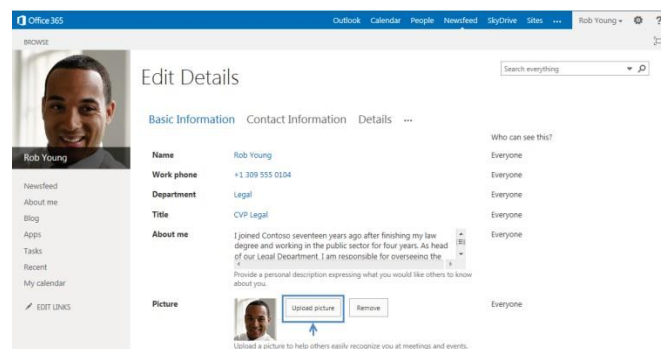 Office 365
Outlook Calendar People Newsfeed SkyDrive Sites ••• Rob Young ?
BROWSE
Edit Details
Search everything
Basic Information Contact Information Details •••
Who can see this?
Rob Young
Name Rob Young Everyone
Work phone +1 309 555 0104 Everyone
Department Legal Everyone
Title CVP Legal Everyone
About me I joined Contoso seventeen years ago after finishing my law Everyone
degree and working in the public sector for four years. As head
of our Legal Department, I am responsible for overseeing the
Provide a personal description expressing what you would like others to know
about you.
Newsfeed
About me
Blog
Apps
Tasks
Recent
My calendar
EDIT LINKS
Picture Upload picture Remove Everyone
Upload a picture to help others easily recognize you at meetings and events.